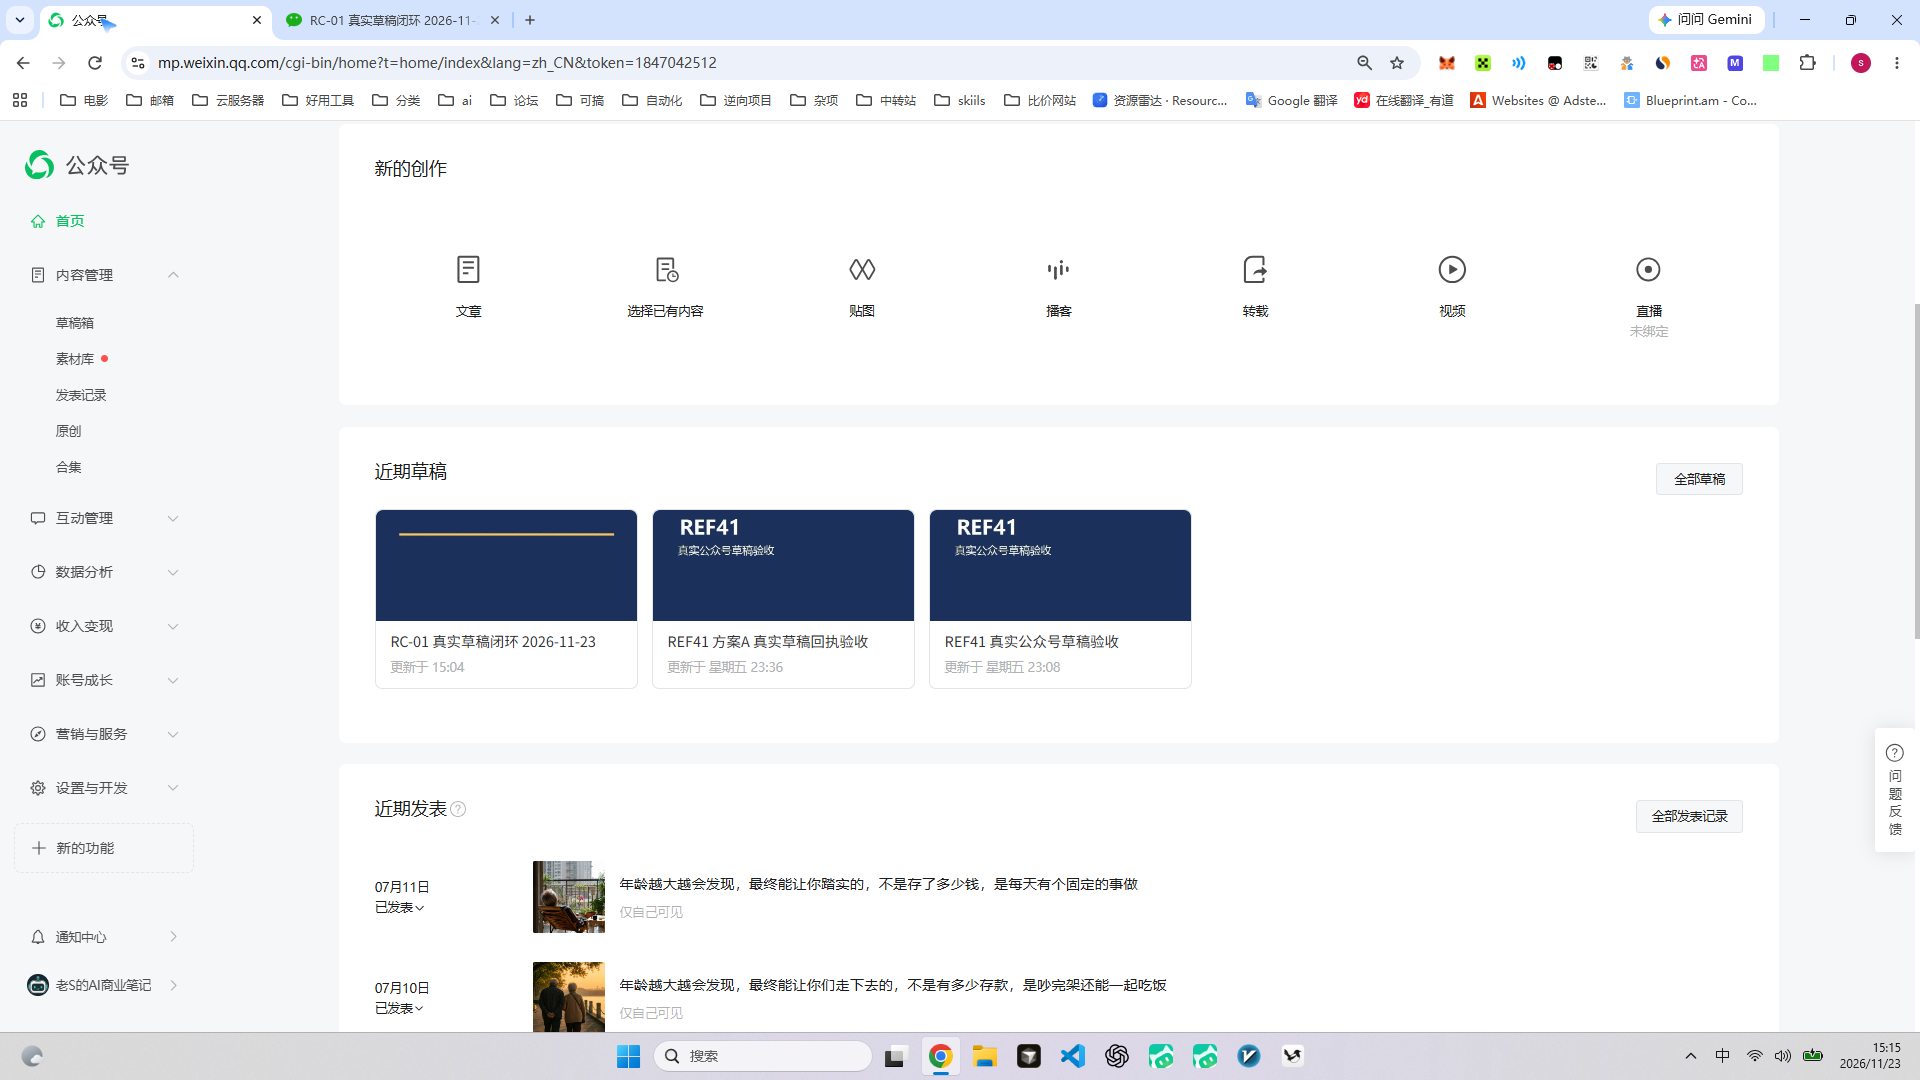 公众号
RC-01 真实草稿闭环 2026-11-
问问 Gemini
mp.weixin.qq.com/cgi-bin/home?t=home/index&lang=zh_CN&token=1847042512
电影
邮箱
云服务器
好用工具
分类
ai
论坛
可搞
自动化
逆向项目
杂项
中转站
skiils
比价网站
资源雷达 · Resourc...
Google 翻译
在线翻译_有道
Websites @ Adste...
Blueprint.am - Co...
公众号
首页
内容管理
草稿箱
素材库
发表记录
原创
合集
互动管理
数据分析
收入变现
账号成长
营销与服务
设置与开发
新的功能
通知中心
老S的AI商业笔记
新的创作
文章
选择已有内容
贴图
播客
转载
视频
直播
未绑定
近期草稿
全部草稿
RC-01 真实草稿闭环 2026-11-23
更新于 15:04
REF41
真实公众号草稿验收
REF41 方案A 真实草稿回执验收
更新于 星期五 23:36
REF41
真实公众号草稿验收
REF41 真实公众号草稿验收
更新于 星期五 23:08
近期发表
全部发表记录
07月11日
已发表
年龄越大越会发现，最终能让你踏实的，不是存了多少钱，是每天有个固定的事做
仅自己可见
07月10日
已发表
年龄越大越会发现，最终能让你们走下去的，不是有多少存款，是吵完架还能一起吃饭
仅自己可见
问题反馈
搜索
中
15:15
2026/11/23